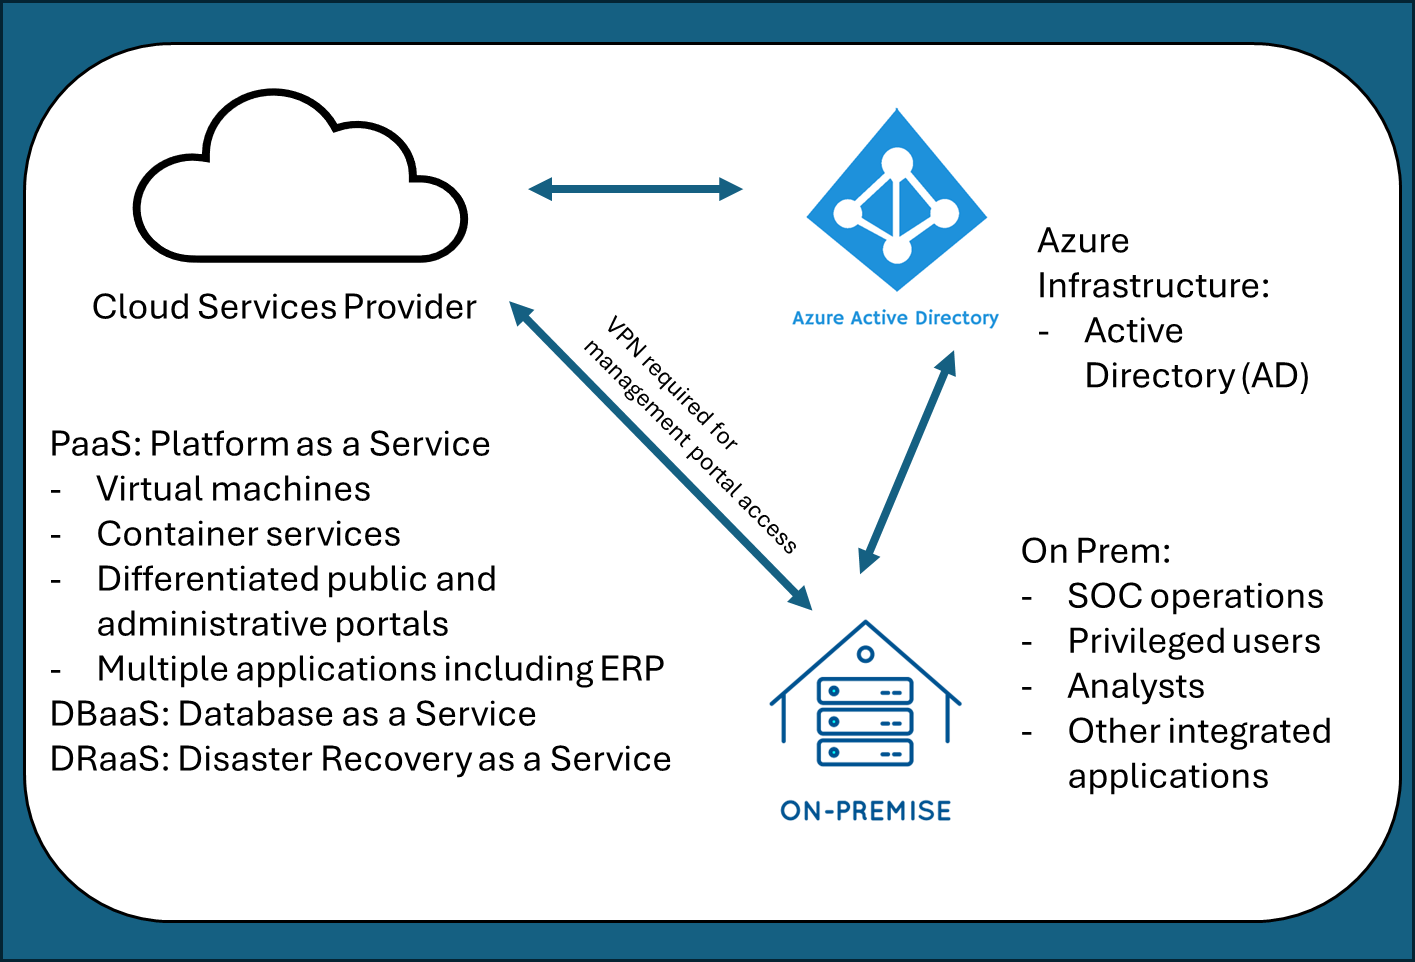 Cloud Services Provider
Azure Active Directory
Azure
Infrastructure:
- Active
Directory (AD)
VPN required for
management portal access
PaaS: Platform as a Service
- Virtual machines
- Container services
- Differentiated public and
administrative portals
- Multiple applications including ERP
DBaaS: Database as a Service
DRaaS: Disaster Recovery as a Service
On Prem:
- SOC operations
- Privileged users
- Analysts
- Other integrated
applications
ON-PREMISE